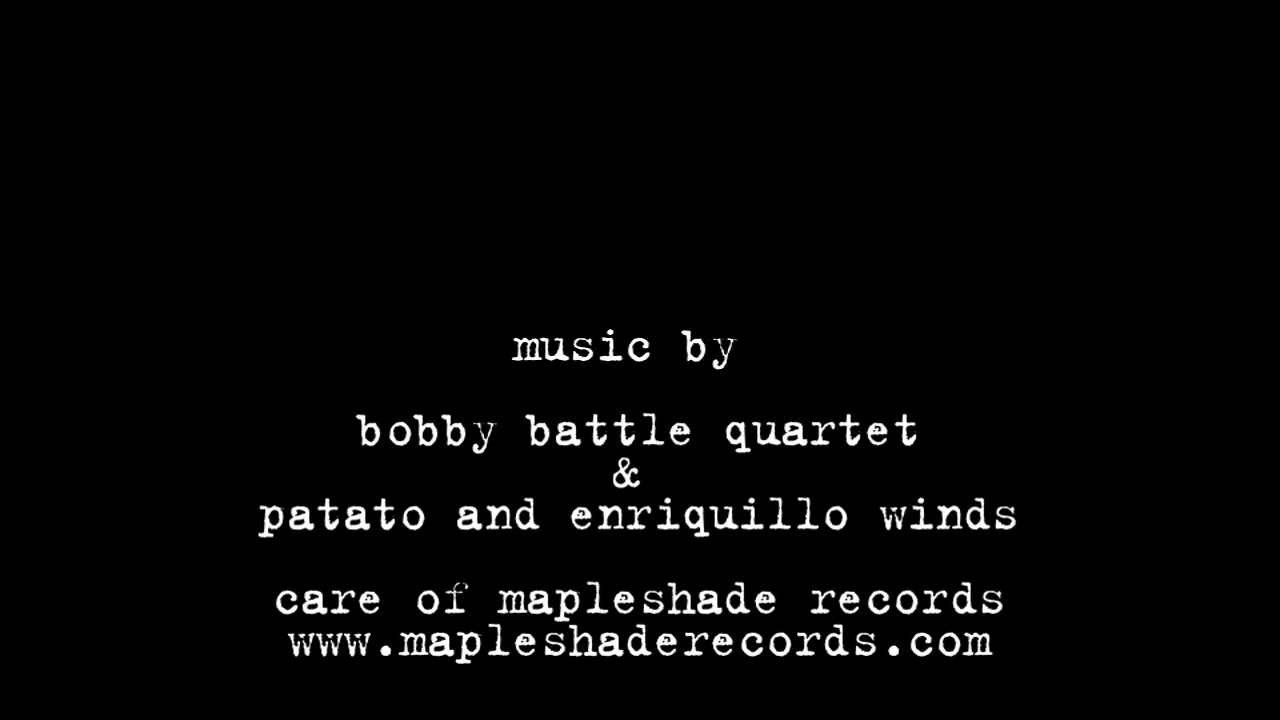 music by
bobby battle quartet
&
patato and enriquillo winds
care of mapleshade records
www.mapleshaderecords.com